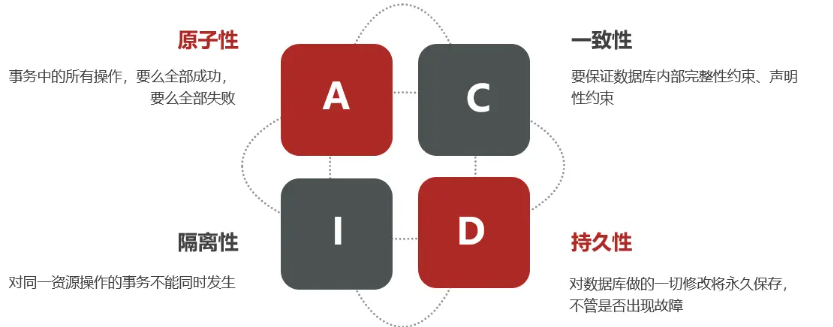 原子性
事务中的所有操作，要么全部成功，
要么全部失败
A
C
一致性
要保证数据库内部完整性约束、声明
性约束
隔离性
对同一资源操作的事务不能同时发生
I
D
持久性
对数据库做的一切修改将永久保存，
不管是否出现故障